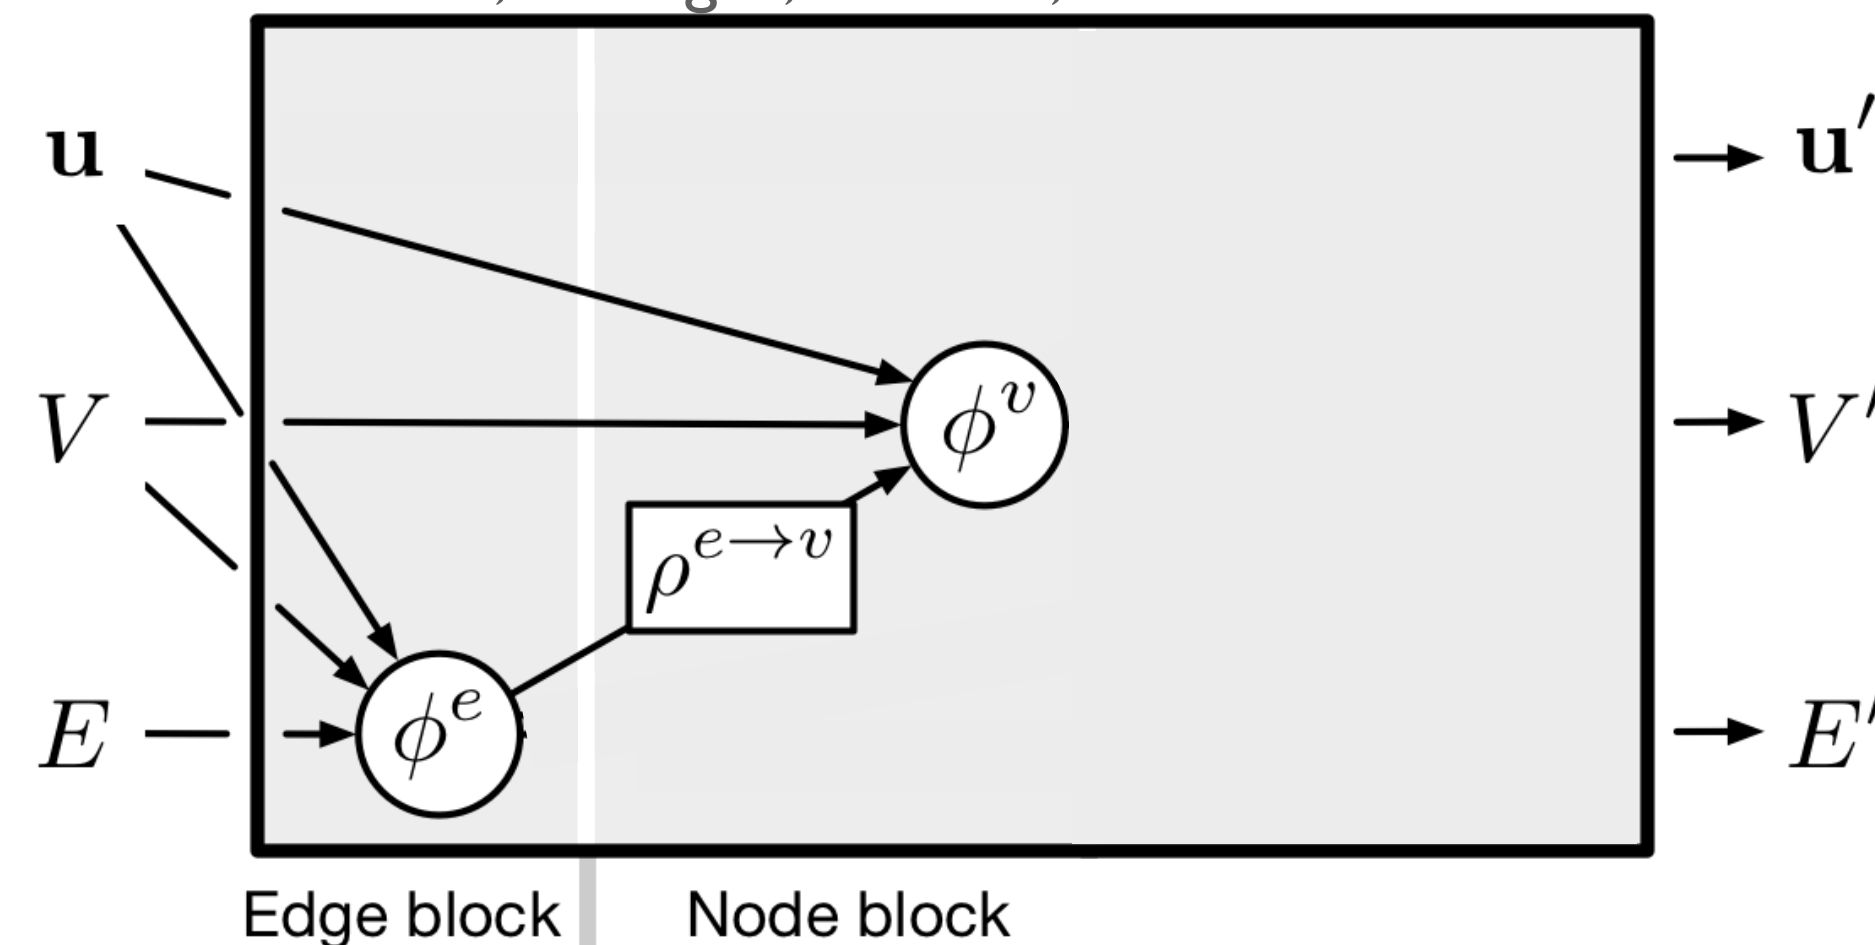 u
u′
ϕ^v
V
V′
ρ^{e→v}
ϕ^e
E
E′
Edge block
Node block